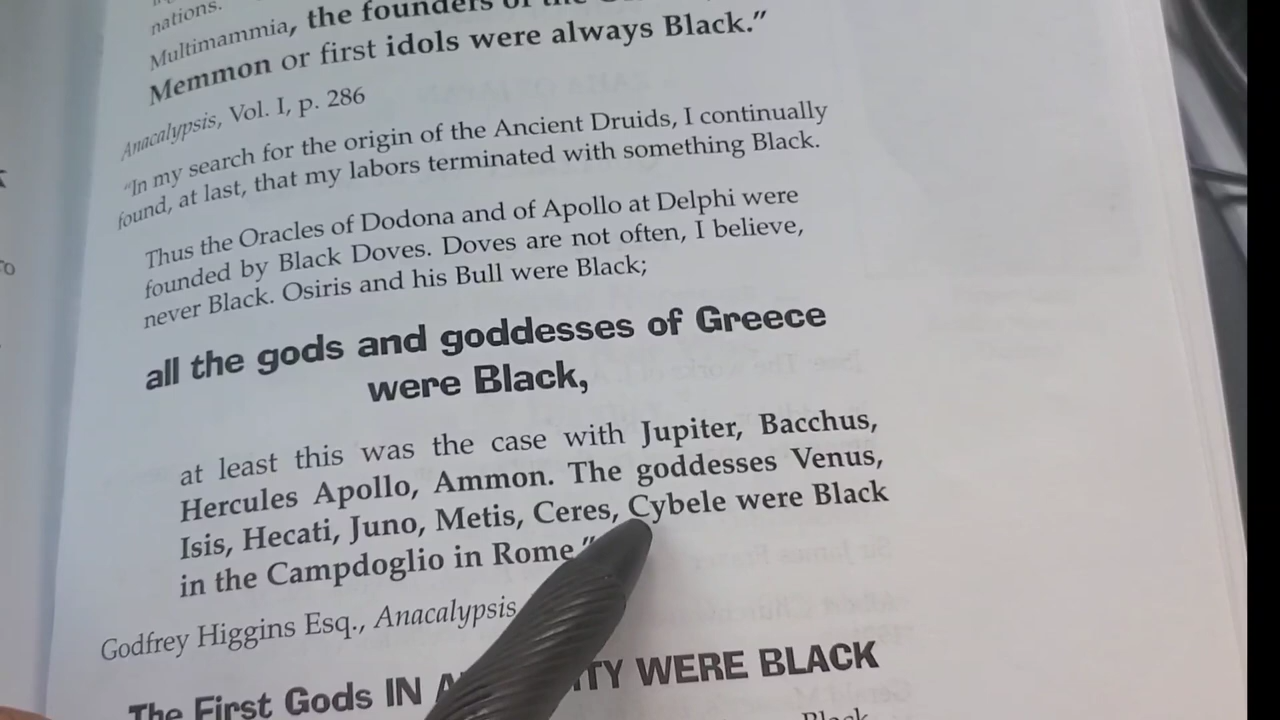 nations.
Multimammia, the founders of the
Memmon or first idols were always Black."
Anacalypsis, Vol. I, p. 286
"In my search for the origin of the Ancient Druids, I continually
found, at last, that my labors terminated with something Black.
Thus the Oracles of Dodona and of Apollo at Delphi were
founded by Black Doves. Doves are not often, I believe,
never Black. Osiris and his Bull were Black;
all the gods and goddesses of Greece
were Black,
at least this was the case with Jupiter, Bacchus,
Hercules Apollo, Ammon. The goddesses Venus,
Isis, Hecati, Juno, Metis, Ceres, Cybele were Black
in the Campdoglio in Rome."
Godfrey Higgins Esq., Anacalypsis
The First Gods IN WERE BLACK
Black